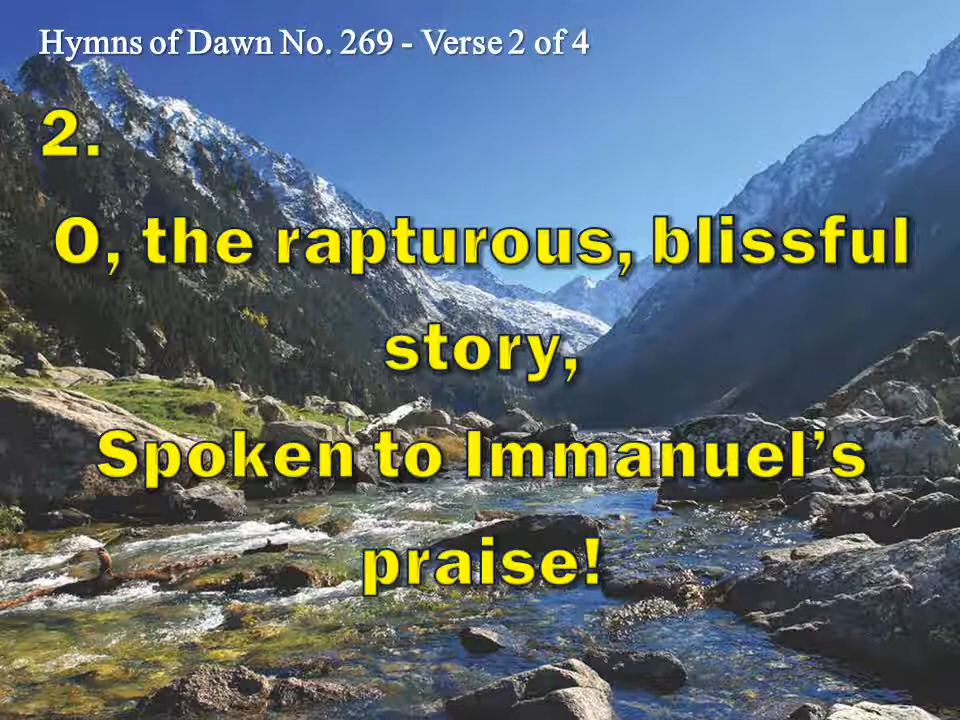 Hymns of Dawn No. 269 - Verse 2 of 4
2.
O, the rapturous, blissful
story,
Spoken to Immanuel’s
praise!